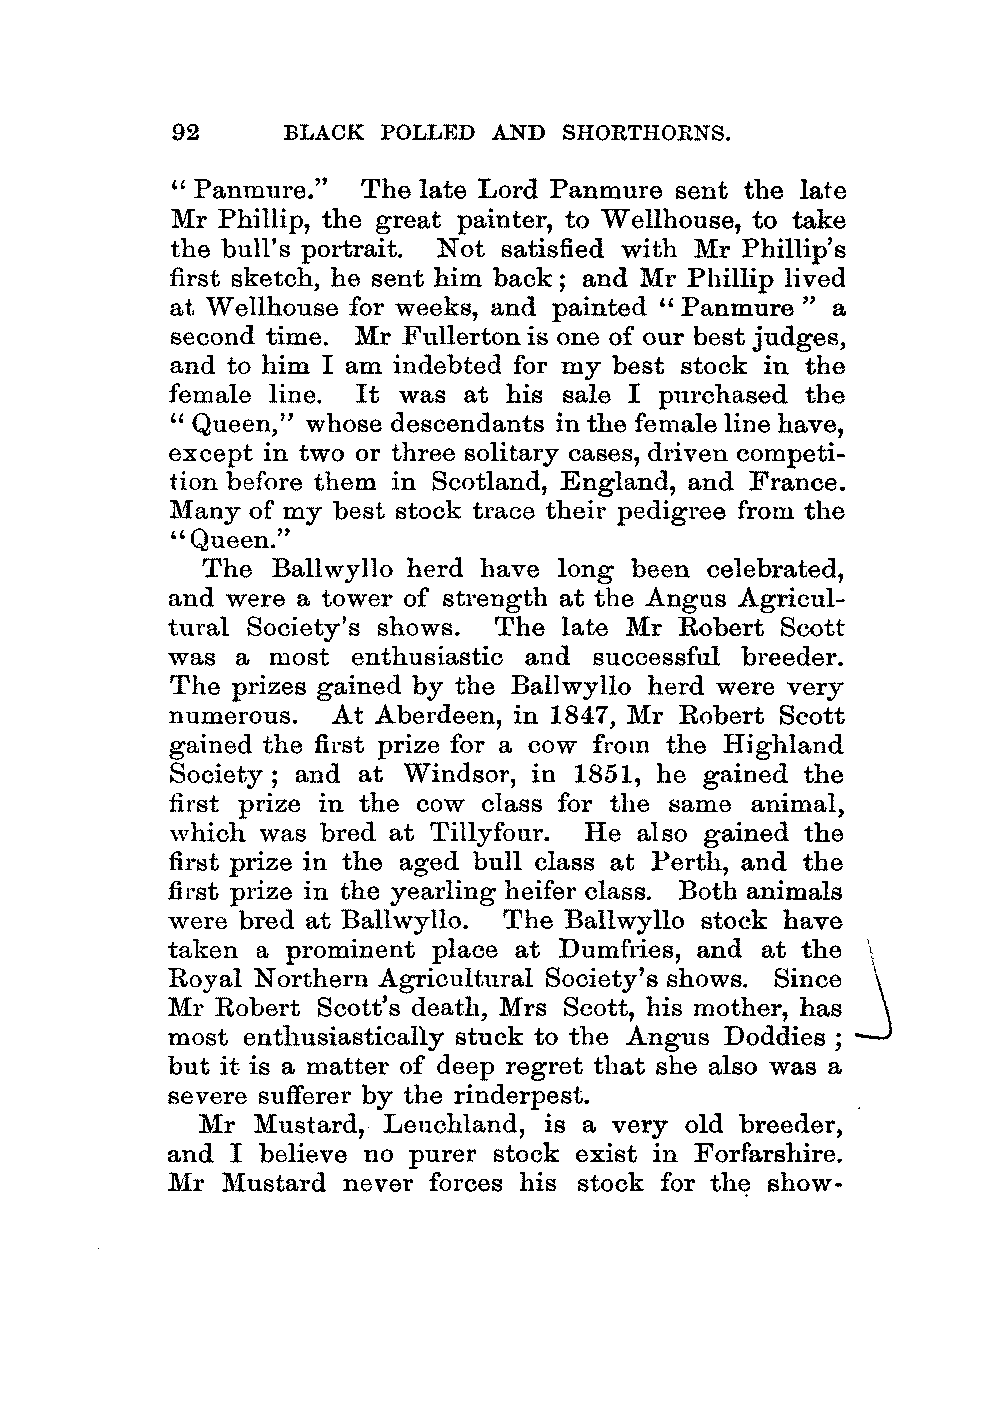 92 BLACK POLLED AND SHORTHORNS.
“Panmure.” The late Lord Panmure sent the late
Mr Phillip, the great painter, to Wellhouse, to take
the bull's portrait. Not satisfied with Mr Phillip's
first sketch, he sent him back; and Mr Phillip lived
at Wellhouse for weeks, and painted “Panmure” a
second time. Mr Fullerton is one of our best judges,
and to him I am indebted for my best stock in the
female line. It was at his sale I purchased the
“Queen,” whose descendants in the female line have,
except in two or three solitary cases, driven competi-
tion before them in Scotland, England, and France.
Many of my best stock trace their pedigree from the
“Queen.”
The Ballwyllo herd have long been celebrated,
and were a tower of strength at the Angus Agricul-
tural Society's shows. The late Mr Robert Scott
was a most enthusiastic and successful breeder.
The prizes gained by the Ballwyllo herd were very
numerous. At Aberdeen, in 1847, Mr Robert Scott
gained the first prize for a cow from the Highland
Society; and at Windsor, in 1851, he gained the
first prize in the cow class for the same animal,
which was bred at Tillyfour. He also gained the
first prize in the aged bull class at Perth, and the
first prize in the yearling heifer class. Both animals
were bred at Ballwyllo. The Ballwyllo stock have
taken a prominent place at Dumfries, and at the
Royal Northern Agricultural Society's shows. Since
Mr Robert Scott's death, Mrs Scott, his mother, has
most enthusiastically stuck to the Angus Doddies;
but it is a matter of deep regret that she also was a
severe sufferer by the rinderpest.
Mr Mustard, Leuchland, is a very old breeder,
and I believe no purer stock exist in Forfarshire.
Mr Mustard never forces his stock for the show-